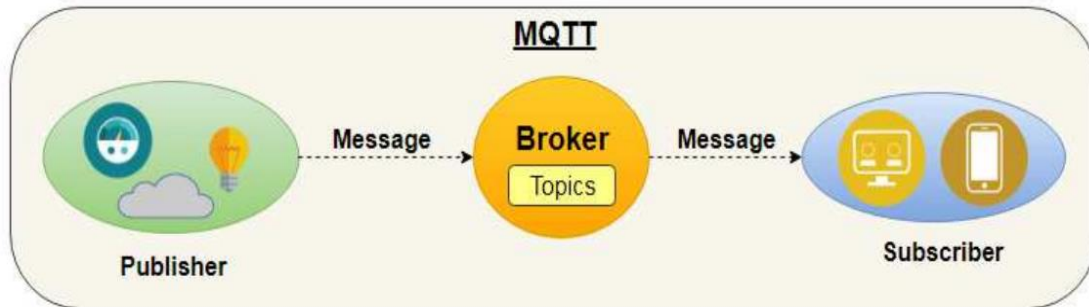 MQTT
Message
Broker
Message
Topics
Publisher
Subscriber